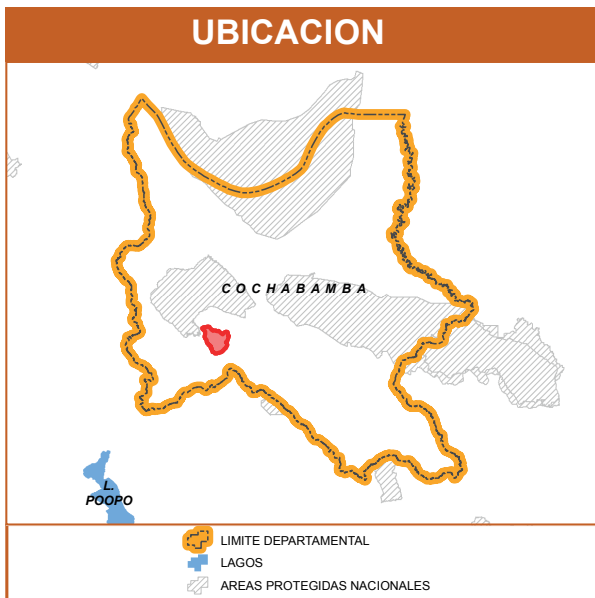 UBICACION
COCHABAMBA
L.
POOPO
LIMITE DEPARTAMENTAL
LAGOS
AREAS PROTEGIDAS NACIONALES